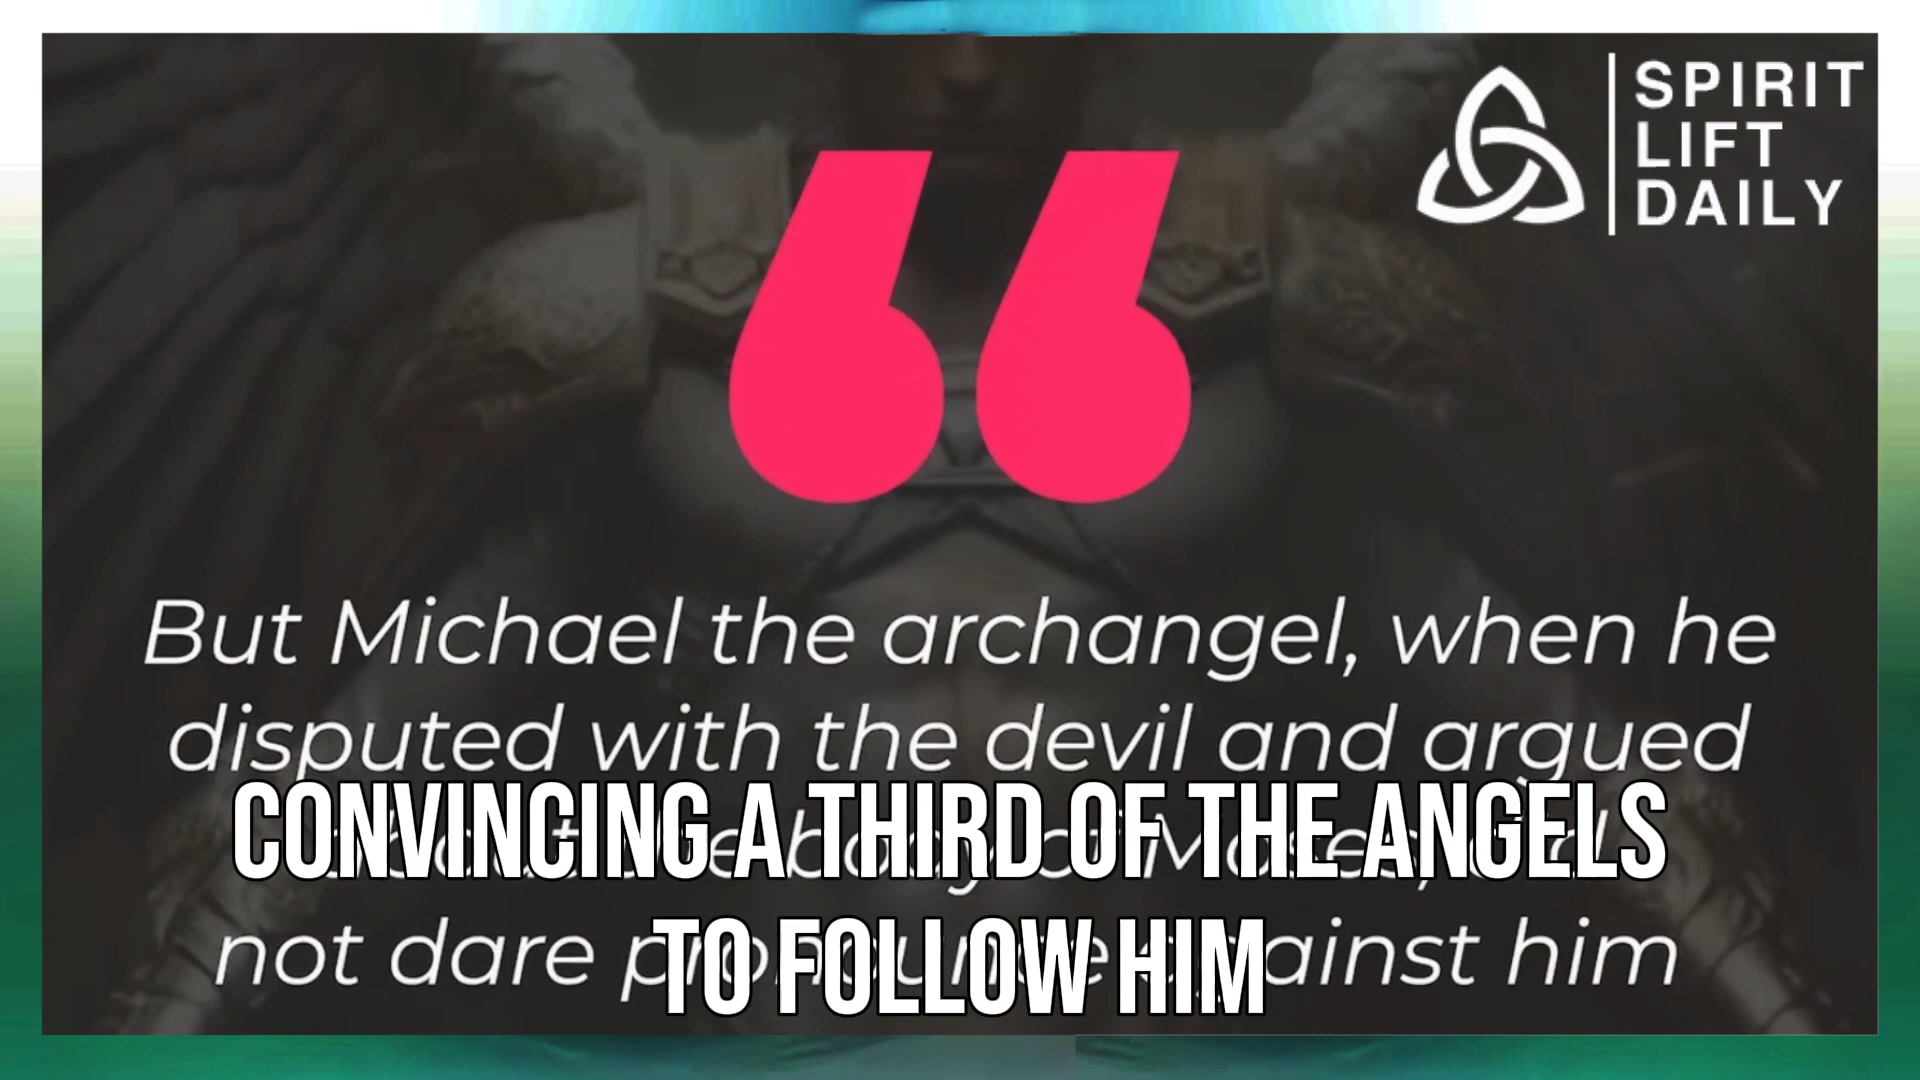 SPIRIT
LIFT
DAILY
But Michael the archangel, when he
disputed with the devil and argued
CONVINCING A THIRD OF THE ANGELS
not dare against him
TO FOLLOW HIM